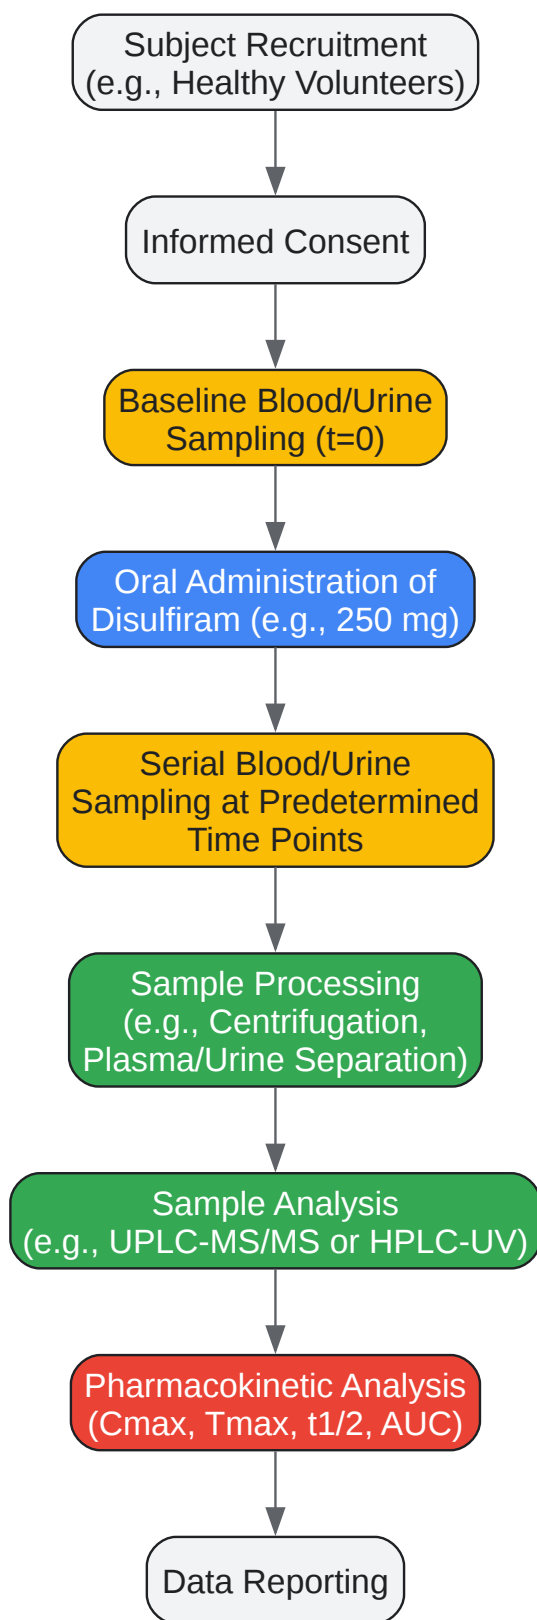 Subject Recruitment
(e.g., Healthy Volunteers)
Informed Consent
Baseline Blood/Urine
Sampling (t=0)
Oral Administration of
Disulfiram (e.g., 250 mg)
Serial Blood/Urine
Sampling at Predetermined
Time Points
Sample Processing
(e.g., Centrifugation,
Plasma/Urine Separation)
Sample Analysis
(e.g., UPLC-MS/MS or HPLC-UV)
Pharmacokinetic Analysis
(Cmax, Tmax, t1/2, AUC)
Data Reporting